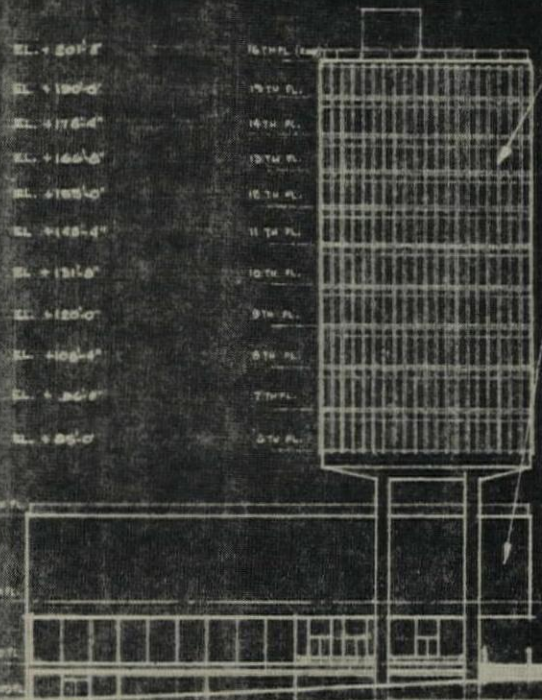 EL. + 201'-8" 16TH FL.
EL. + 190'-0" 15TH FL.
EL. +178'-4" 14TH FL.
EL. +166'-8" 13TH FL.
EL. +155'-0" 12TH FL.
EL. +143'-4" 11TH FL.
EL. +131'-8" 10TH FL.
EL. +120'-0" 9TH FL.
EL. +108'-4" 8TH FL.
EL. + 96'-8" 7TH FL.
EL. + 85'-0" 6TH FL.